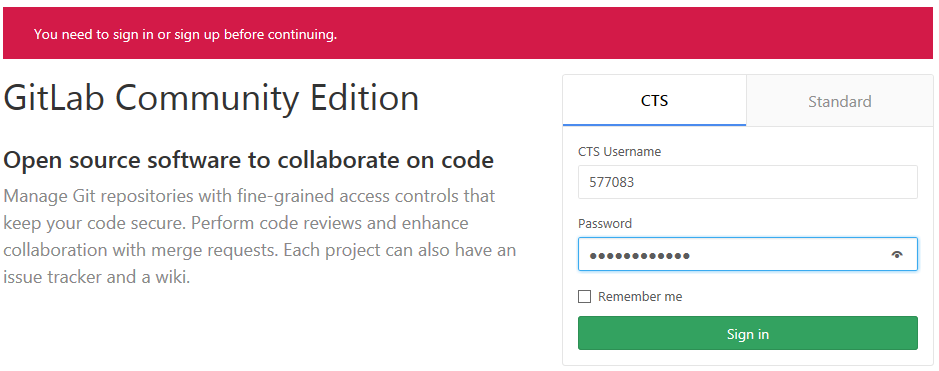 You need to sign in or sign up before continuing.
GitLab Community Edition
Open source software to collaborate on code
Manage Git repositories with fine-grained access controls that
keep your code secure. Perform code reviews and enhance
collaboration with merge requests. Each project can also have an
issue tracker and a wiki.
CTS
Standard
CTS Username
577083
Password
●●●●●●●●●●●●
Remember me
Sign in